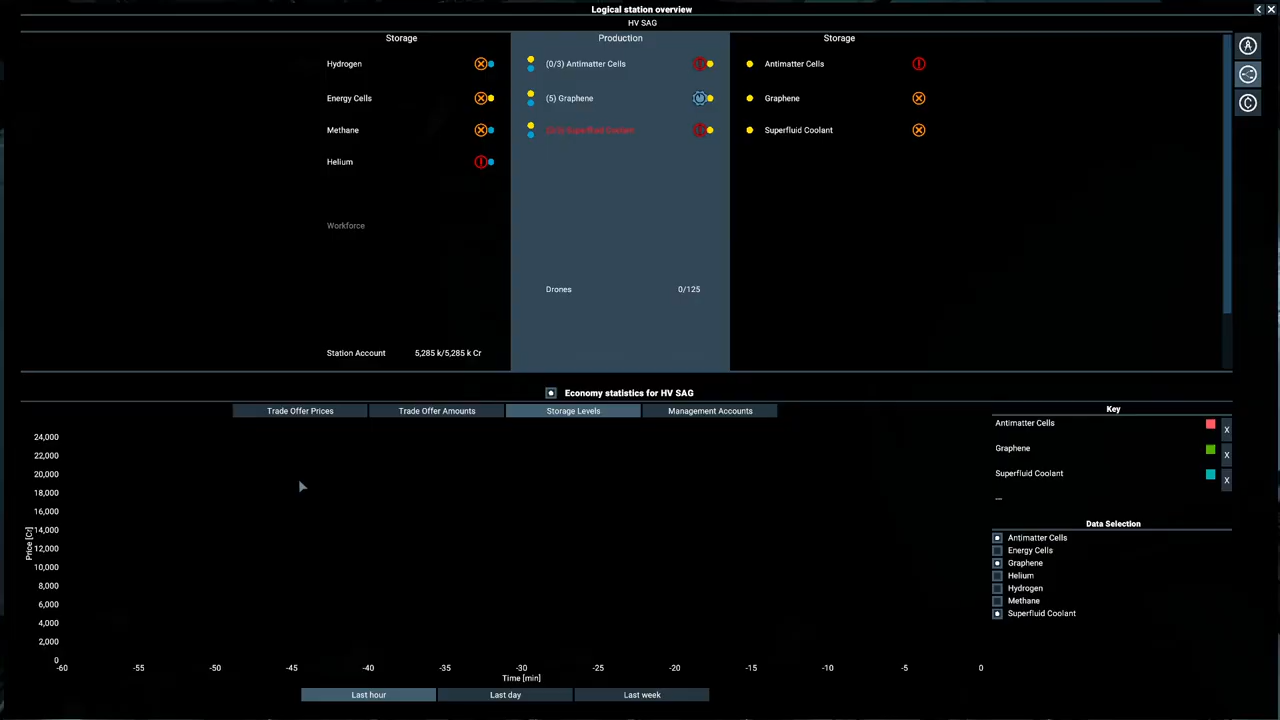 Logical station overview
HV SAG
Storage
Production
Storage
Hydrogen
(0/3) Antimatter Cells
Antimatter Cells
Energy Cells
(5) Graphene
Graphene
Methane
Superfluid Coolant
Superfluid Coolant
Helium
Workforce
Drones 0/125
Station Account 5,285 k/5,285 k Cr
Economy statistics for HV SAG
Trade Offer Prices
Trade Offer Amounts
Storage Levels
Management Accounts
Key
Antimatter Cells X
Graphene X
Superfluid Coolant X
---
Data Selection
Antimatter Cells
Energy Cells
Graphene
Helium
Hydrogen
Methane
Superfluid Coolant
Price [Cr]
24,000
22,000
20,000
18,000
16,000
14,000
12,000
10,000
8,000
6,000
4,000
2,000
0
-60 -55 -50 -45 -40 -35 -30 -25 -20 -15 -10 -5 0
Time [min]
Last hour
Last day
Last week